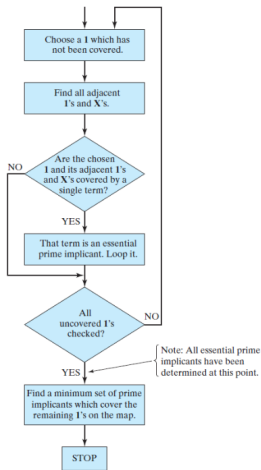 Choose a 1 which has
not been covered.
Find all adjacent
1's and X's.
Are the chosen
1 and its adjacent 1's
and X's covered by a
single term?
NO
YES
That term is an essential
prime implicant. Loop it.
All
uncovered 1's
checked?
NO
YES
Note: All essential prime
implicants have been
determined at this point.
Find a minimum set of prime
implicants which cover the
remaining 1's on the map.
STOP